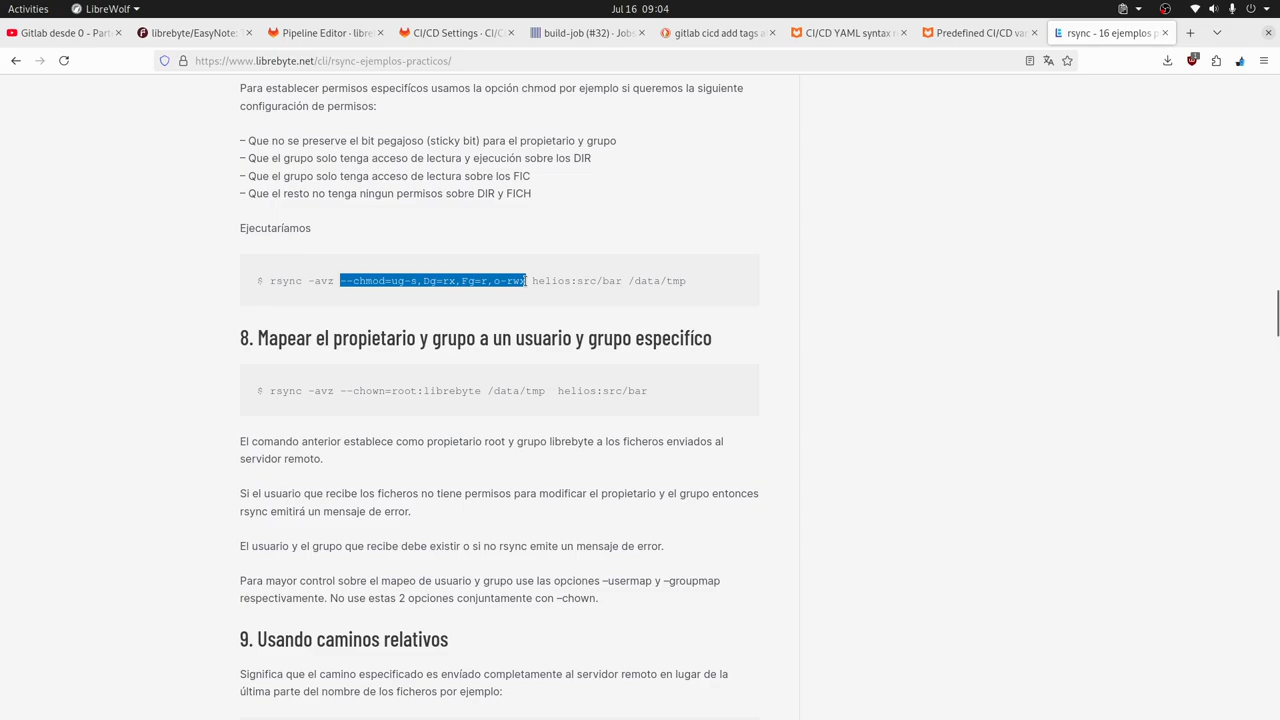 Activities
LibreWolf
Jul 16 09:04
Gitlab desde 0 - Part
librebyte/EasyNote:
Pipeline Editor · libre
CI/CD Settings · CI/C
build-job (#32) · Jobs
gitlab cicd add tags a
CI/CD YAML syntax r
Predefined CI/CD va
rsync - 16 ejemplos p
https://www.librebyte.net/cli/rsync-ejemplos-practicos/
Para establecer permisos especifícos usamos la opción chmod por ejemplo si queremos la siguiente
configuración de permisos:
– Que no se preserve el bit pegajoso (sticky bit) para el propietario y grupo
– Que el grupo solo tenga acceso de lectura y ejecución sobre los DIR
– Que el grupo solo tenga acceso de lectura sobre los FIC
– Que el resto no tenga ningun permisos sobre DIR y FICH
Ejecutaríamos
$ rsync -avz --chmod=ug-s,Dg=rx,Fg=r,o-rwx helios:src/bar /data/tmp
8. Mapear el propietario y grupo a un usuario y grupo especifíco
$ rsync -avz --chown=root:librebyte /data/tmp  helios:src/bar
El comando anterior establece como propietario root y grupo librebyte a los ficheros enviados al
servidor remoto.
Si el usuario que recibe los ficheros no tiene permisos para modificar el propietario y el grupo entonces
rsync emitirá un mensaje de error.
El usuario y el grupo que recibe debe existir o si no rsync emite un mensaje de error.
Para mayor control sobre el mapeo de usuario y grupo use las opciones –usermap y –groupmap
respectivamente. No use estas 2 opciones conjuntamente con –chown.
9. Usando caminos relativos
Significa que el camino especificado es envíado completamente al servidor remoto en lugar de la
última parte del nombre de los ficheros por ejemplo: